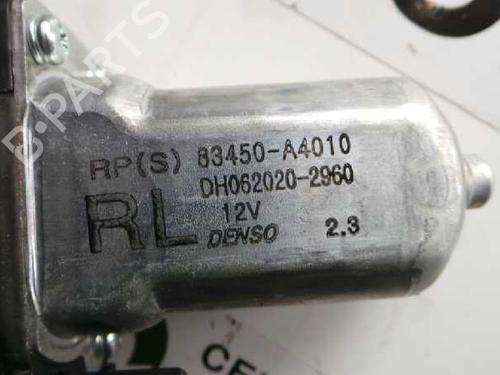 B-PARTS
RP(S) 83450-A4010
DH062020-2960
RL
12V
DENSO 2.3